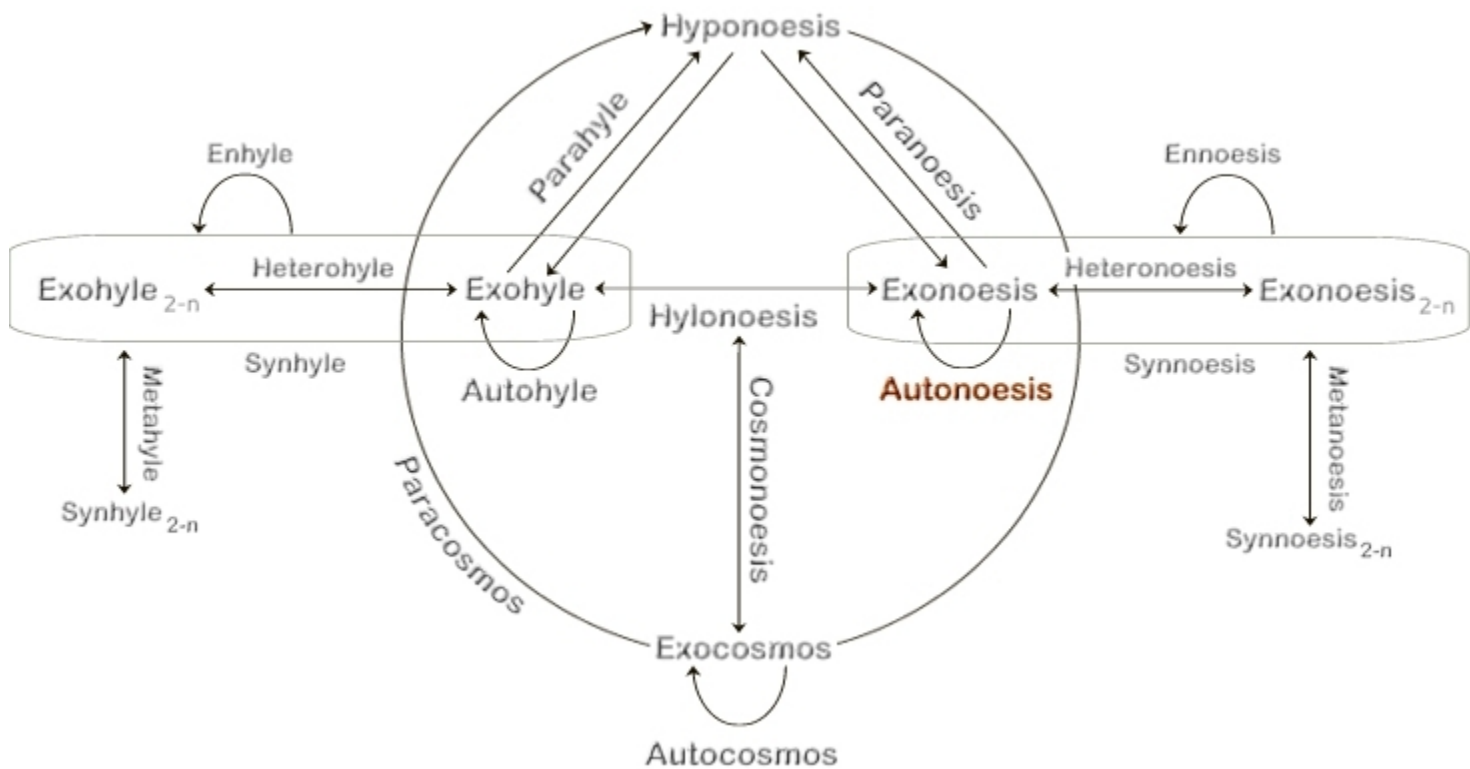 Hyponoesis
Parahyle
Paranoesis
Enhyle
Ennoesis
Heterohyle
Heteronoesis
Exohyle 2-n
Exohyle
Exonoesis
Exonoesis 2-n
Hylonoesis
Synhyle
Synnoesis
Autohyle
Autonoesis
Metahyle
Cosmonoesis
Metanoesis
Synhyle 2-n
Synnoesis 2-n
Paracosmos
Exocosmos
Autocosmos